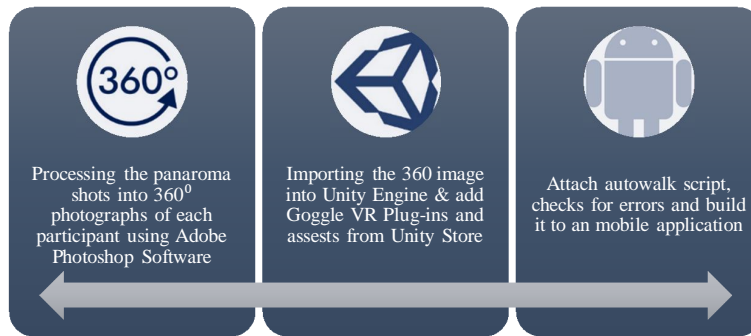 360°
Processing the panaroma
shots into 360⁰
photographs of each
participant using Adobe
Photoshop Software
Importing the 360 image
into Unity Engine & add
Goggle VR Plug-ins and
assests from Unity Store
Attach autowalk script,
checks for errors and build
it to an mobile application